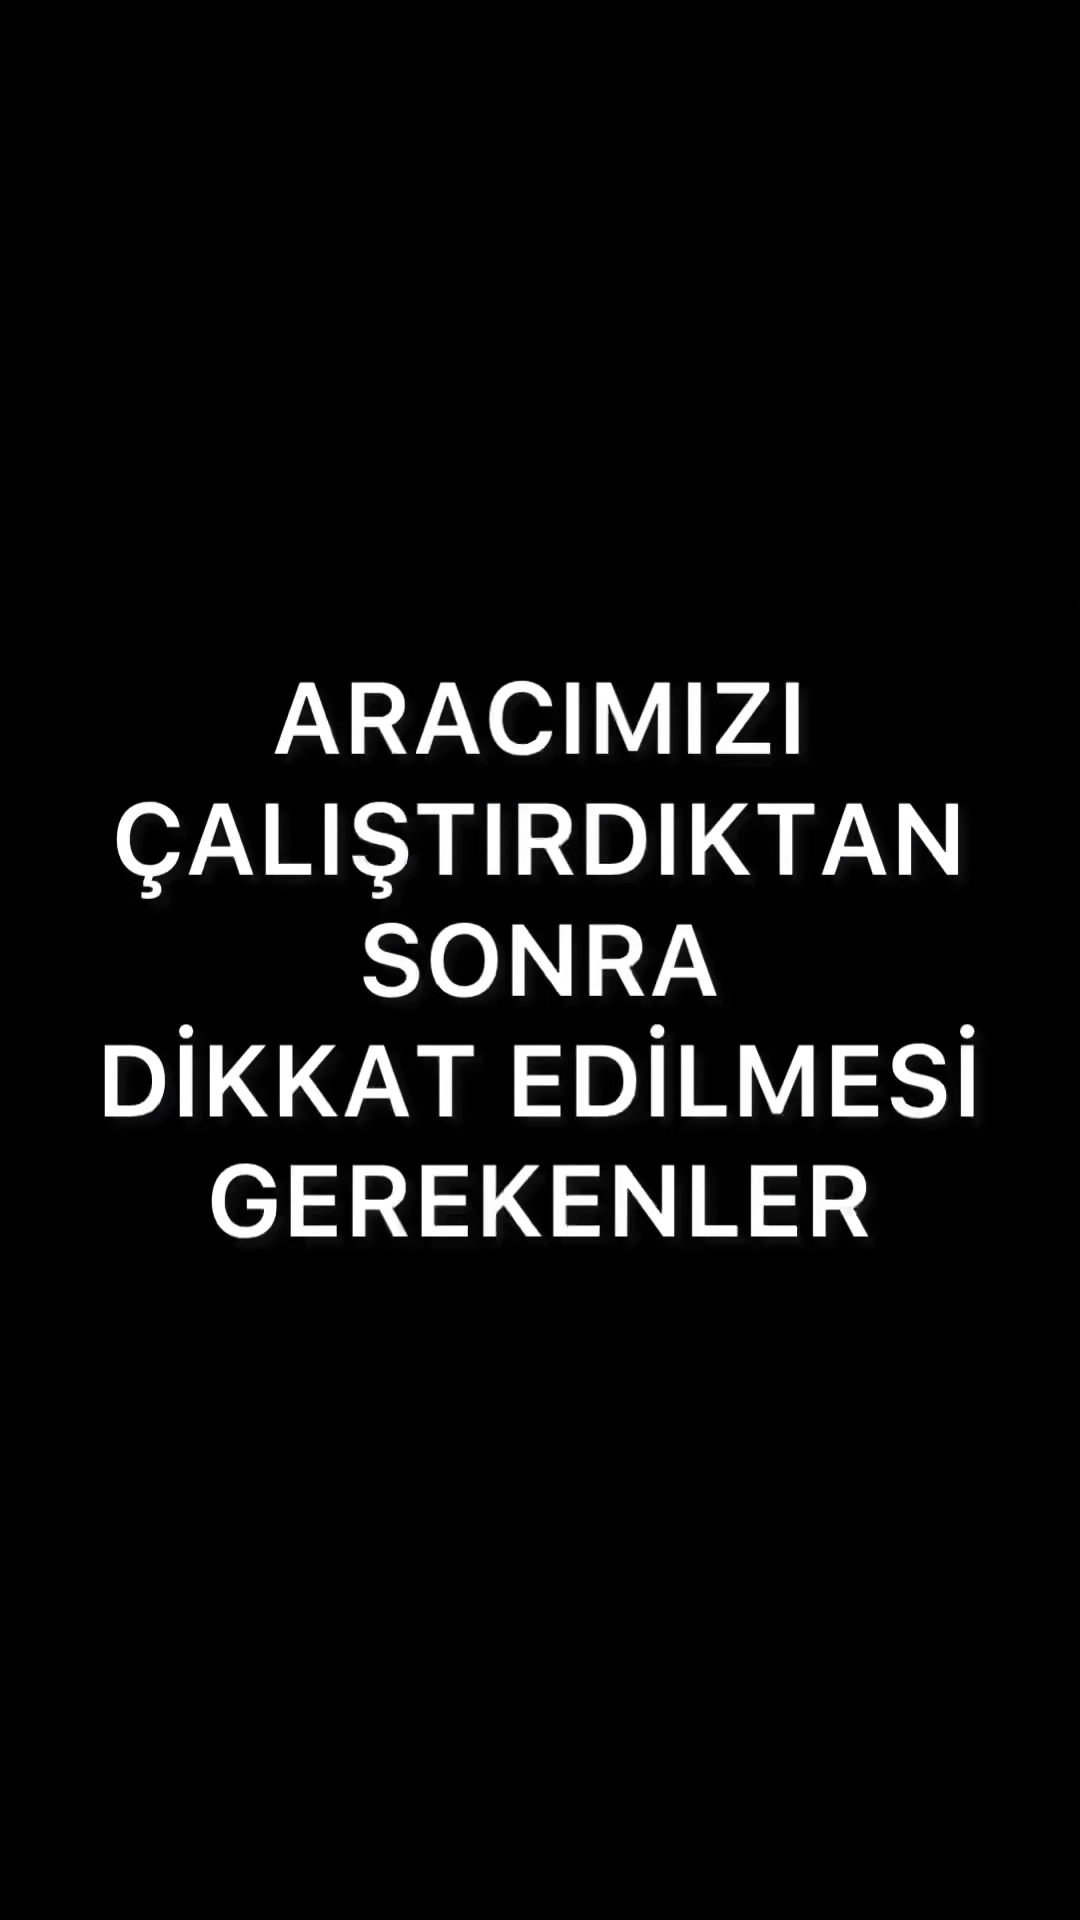 ARACIMIZI
ÇALIŞTIRDIKTAN
SONRA
DİKKAT EDİLMESİ
GEREKENLER